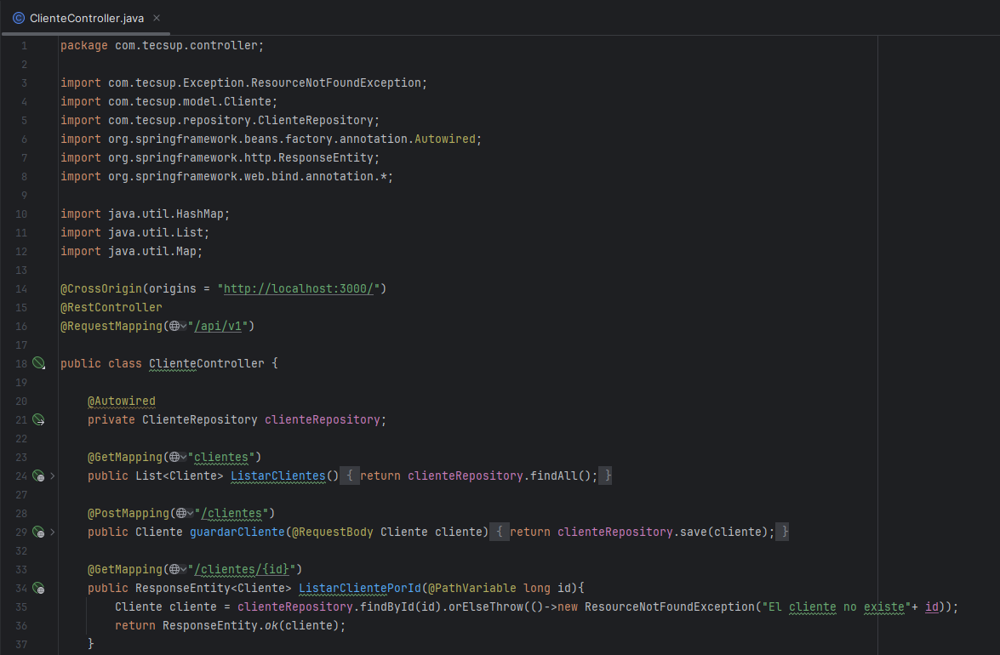 ClienteController.java
1 package com.tecsup.controller;
2
3 import com.tecsup.Exception.ResourceNotFoundException;
4 import com.tecsup.model.Cliente;
5 import com.tecsup.repository.ClienteRepository;
6 import org.springframework.beans.factory.annotation.Autowired;
7 import org.springframework.http.ResponseEntity;
8 import org.springframework.web.bind.annotation.*;
9
10 import java.util.HashMap;
11 import java.util.List;
12 import java.util.Map;
13
14 @CrossOrigin(origins = "http://localhost:3000/")
15 @RestController
16 @RequestMapping("/api/v1")
17
18 public class ClienteController {
19
20 @Autowired
21 private ClienteRepository clienteRepository;
22
23 @GetMapping("clientes")
24 public List<Cliente> ListarClientes() { return clienteRepository.findAll(); }
27
28 @PostMapping("/clientes")
29 public Cliente guardarCliente(@RequestBody Cliente cliente) { return clienteRepository.save(cliente); }
32
33 @GetMapping("/clientes/{id}")
34 public ResponseEntity<Cliente> ListarClientePorId(@PathVariable long id){
35 Cliente cliente = clienteRepository.findById(id).orElseThrow(()->new ResourceNotFoundException("El cliente no existe"+ id));
36 return ResponseEntity.ok(cliente);
37 }